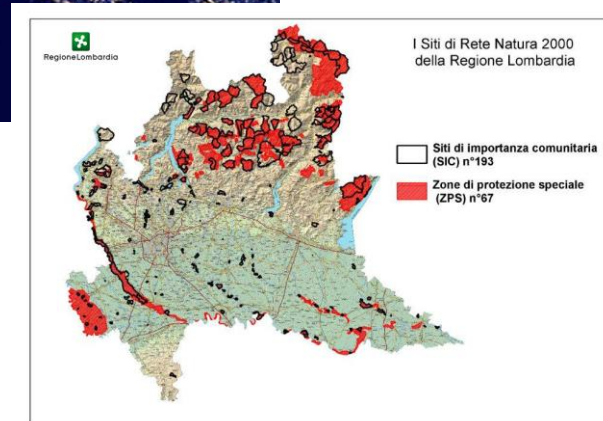 RegioneLombardia
I Siti di Rete Natura 2000
della Regione Lombardia
Siti di importanza comunitaria
(SIC) n°193
Zone di protezione speciale
(ZPS) n°67